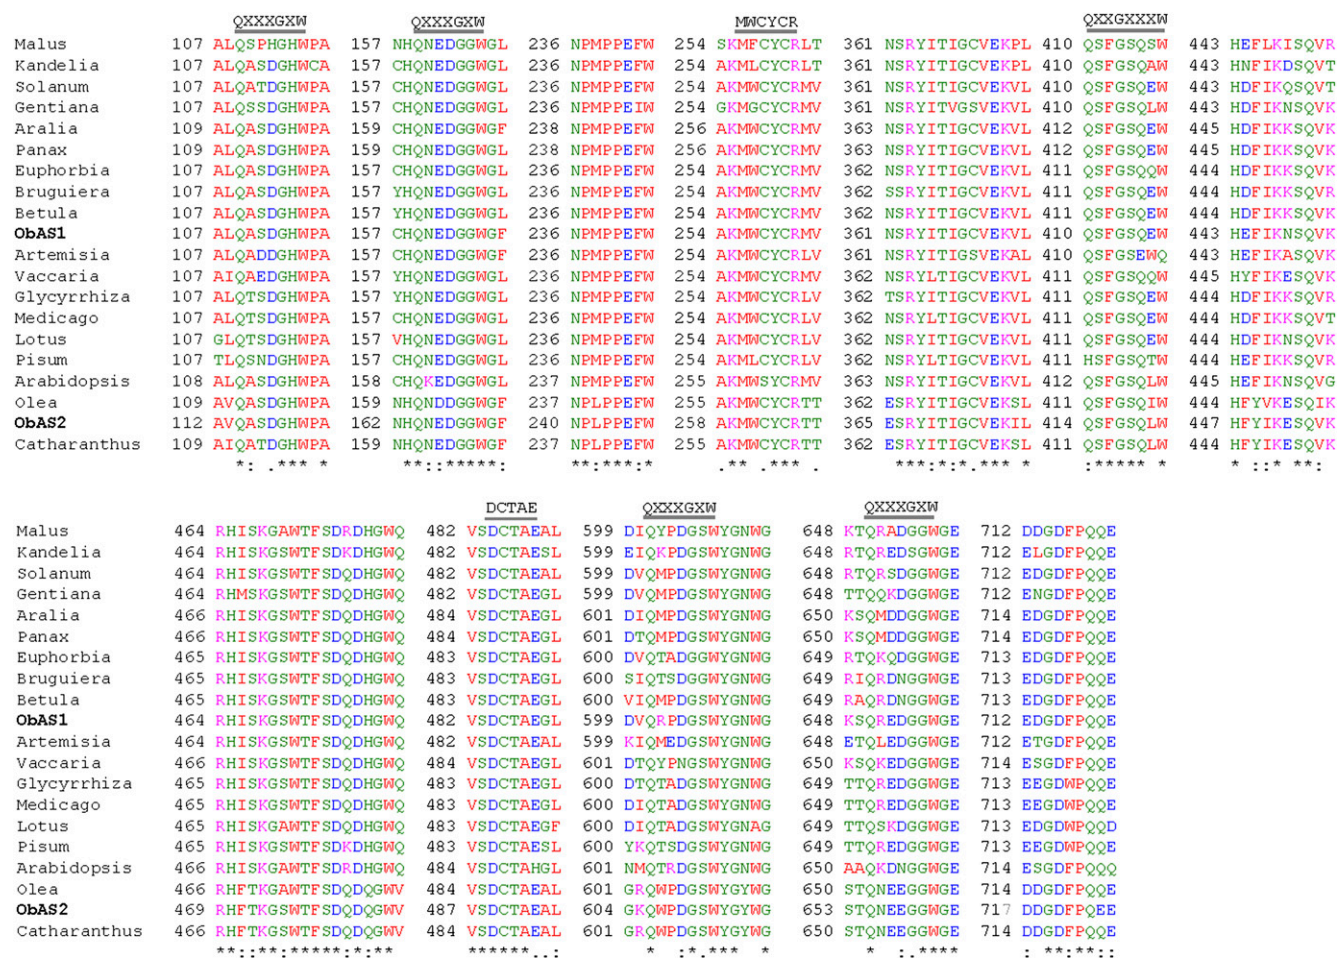 QXXXGXW QXXXGXW MWCYCR QXXGXXXW
Malus 107 ALQSPHGHWPA 157 NHQNEDGGWGL 236 NPMPPEFW 254 SKMFCYCRLT 361 NSRYITIGCVEKPL 410 QSFGSQSW 443 HEFLKISQVR
Kandelia 107 ALQASDGHWCA 157 CHQNEDGGWGL 236 NPMPPEFW 254 AKMLCYCRLT 361 NSRYITIGCVEKPL 410 QSFGSQAW 443 HNFIKDSQVT
Solanum 107 ALQATDGHWPA 157 CHQNEDGGWGL 236 NPMPPEFW 254 AKMWCYCRMV 361 NSRYITIGCVEKVL 410 QSFGSQEW 443 HDFIKQSQVT
Gentiana 107 ALQSSDGHWPA 157 CHQNEDGGWGL 236 NPMPPEIW 254 GKMGCYCRMV 361 NSRYITVGSVEKVL 410 QSFGSQLW 443 HDFIKNSQVK
Aralia 109 ALQASDGHWPA 159 CHQNEDGGWGF 238 NPMPPEFW 256 AKMWCYCRMV 363 NSRYITIGCVEKVL 412 QSFGSQEW 445 HDFIKKSQVK
Panax 109 ALQASDGHWPA 159 CHQNEDGGWGF 238 NPMPPEFW 256 AKMWCYCRMV 363 NSRYITIGCVEKVL 412 QSFGSQEW 445 HYFIKKSQVK
Euphorbia 107 ALQASDGHWPA 157 CHQNEDGGWGL 236 NPMPPEFW 254 AKMWCYCRMV 362 NSRYITIGCVEKVL 411 QSFGSQQW 444 HDFIKKSQVK
Bruguiera 107 ALQASDGHWPA 157 YHQNEDGGWGL 236 NPMPPEFW 254 AKMWCYCRMV 362 SSRYITIGCVEKVL 411 QSFGSQEW 444 HDFIKKSQVR
Betula 107 ALQASDGHWPA 157 YHQNEDGGWGL 236 NPMPPEFW 254 AKMWCYCRMV 362 NSRYITIGCVEKVL 411 QSFGSQEW 444 HDFIKKSQVR
ObAS1 107 ALQASDGHWPA 157 CHQNEDGGWGF 236 NPMPPEFW 254 AKMWCYCRMV 361 NSRYITIGCVEKVL 410 QSFGSQEW 443 HDFIKNSQVK
Artemisia 107 ALQADDGHWPA 157 CHQNEDGGWGF 236 NPMPPEFW 254 AKMWCYCRLV 361 NSRYITIGSVEKAL 410 QSFGSEWQ 443 HDFIKASQVK
Vaccaria 107 AIQAEDGHWPA 157 YHQNEDGGWGL 236 NPMPPEFW 254 AKMWCYCRMV 362 NSRYLTIGCVEKVL 411 QSFGSQQW 445 HYFIKESQVK
Glycyrrhiza 107 ALQTSDGHWPA 157 YHQNEDGGWGL 236 NPMPPEFW 254 AKMWCYCRLV 362 TSRYITIGCVEKVL 411 QSFGSQEW 444 HDFIKKSQVR
Medicago 107 ALQTSDGHWPA 157 YHQNEDGGWGL 236 NPMPPEFW 254 AKMWCYCRLV 362 NSRYLTIGCVEKVL 411 QSFGSQEW 444 HDFIKKSQVT
Lotus 107 GLQTSDGHWPA 157 VHQNEDGGWGL 236 NPMPPEFW 254 AKMWCYCRLV 362 NSRYITIGCVEKVL 411 QSFGSQEW 444 HDFIKNSQVK
Pisum 107 TLQSNDGHWPA 157 CHQNEDGGWGL 236 NPMPPEFW 254 AKMLCYCRLV 362 NSRYLTIGCVEKVL 411 HSFGSQTW 444 HEFIKKSQVR
Arabidopsis 108 ALQASDGHWPA 158 CHQKEDGGWGL 237 NPMPPEFW 255 AKMWSYCRMV 363 NSRYITIGCVEKVL 412 QSFGSQLW 445 HEFIKNSQVG
Olea 109 AVQASDGHWPA 159 NHQNDDGGWGF 237 NPLPPEFW 255 AKMWCYCRTT 362 ESRYITIGCVEKSL 411 QSFGSQIW 444 HFYVKESQIK
ObAS2 112 AVQASDGHWPA 162 NHQNEDGGWGF 240 NPLPPEFW 258 AKMWCYCRTT 365 ESRYITIGCVEKIL 414 QSFGSQIW 447 HFYIKESQVK
Catharanthus 109 AIQATDGHWPA 159 NHQNEDGGWGF 237 NPLPPEFW 255 AKMWCYCRTT 362 ESRYITIGCVEKSL 411 QSFGSQLW 444 HFYIKESQVK
*: .*** * **::*****: **:***:* .** .*** . ***:**.*.*** * :***** * * ::* **:
DCTAE QXXXGXW QXXXGXW
Malus 464 RHISKGAWTFSDRDHGWQ 482 VSDCTAEAL 599 DIQYPDGSWYGNWG 648 KTQRADGGWGE 712 DDGDFPQQE
Kandelia 464 RHISKGSWTFSDKDHGWQ 482 VSDCTAESL 599 EIQKPDGSWYGNWG 648 RTQREDSGWGE 712 ELGDFPQQE
Solanum 464 RHISKGSWTFSDQDHGWQ 482 VSDCTAEAL 599 DVQMPDGSWYGNWG 648 RTQRSDGGWGE 712 EDGDFPQQE
Gentiana 464 RHMSKGSWTFSDQDHGWQ 482 VSDCTAEGL 599 DVQMPDGSWYGNWG 648 TTQQKDGGWGE 712 ENGDFPQQE
Aralia 466 RHISKGSWTFSDQDHGWQ 484 VSDCTAEGL 601 DIQMPDGSWYGNWG 650 KSQMDDGGWGE 714 EDGDFPQQE
Panax 466 RHISKGSWTFSDQDHGWQ 484 VSDCTAEGL 601 DTQMPDGSWYGNWG 650 KSQMDDGGWGE 714 EDGDFPQQE
Euphorbia 465 RHISKGSWTFSDQDHGWQ 483 VSDCTAEGL 600 DVQTADGGWYGNWG 649 RTQKQDGGWGE 713 EDGDFPQQE
Bruguiera 465 RHISKGSWTFSDQDHGWQ 483 VSDCTAEGL 600 SIQTSDGGWYGNWG 649 RIQRDNGGWGE 713 EDGDFPQQE
Betula 465 RHISKGSWTFSDQDHGWQ 483 VSDCTAEGL 600 VIQMPDGSWYGNWG 649 RAQRDNGGWGE 713 EDGDFPQQE
ObAS1 464 RHISKGSWTFSDQDHGWQ 482 VSDCTAEGL 599 DVQRPDGSWYGNWG 648 KSQREDGGWGE 712 EDGDFPQQE
Artemisia 464 RHISKGSWTFSDQDHGWQ 482 VSDCTAEAL 599 KIQMEDGSWYGNWG 648 ETQLEDGGWGE 712 ETGDFPQQE
Vaccaria 466 RHISKGSWTFSDQDHGWQ 484 VSDCTAEGL 601 DTQYPNGSWYGNWG 650 KSQKEDGGWGE 714 ESGDFPQQE
Glycyrrhiza 465 RHISKGSWTFSDQDHGWQ 483 VSDCTAEGL 600 DTQTADGSWYGNWG 649 TTQREDGGWGE 713 EEGDWPQQE
Medicago 465 RHISKGSWTFSDQDHGWQ 483 VSDCTAEGL 600 DIQTADGSWYGNWG 649 TTQREDGGWGE 713 EEGDWPQQE
Lotus 465 RHISKGAWTFSDQDHGWQ 483 VSDCTAEGF 600 DIQTADGSWYGNAG 649 TTQSKDGGWGE 713 EDGDWPQQD
Pisum 465 RHISKGSWTFSDKDHGWQ 483 VSDCTAESL 600 YKQTSDGSWYGNWG 649 TTQREDGGWGE 713 EEGDWPQQE
Arabidopsis 465 RHISKGAWTFSDRDHGWQ 484 VSDCTAHGL 601 NMQTRDGSWYGNWG 650 AAQKDNGGWGE 714 ESGDFPQQQ
Olea 466 RHFTKGAWTFSDQDQGWV 484 VSDCTAEAL 601 GRQWPDGSWYGNWG 650 STQNEEGGWGE 714 DDGDFPQQE
ObAS2 469 RHFTKGSWTFSDQDQGWV 487 VSDCTAEAL 604 GKQWPDGSWYGYWG 653 STQNEEGGWGE 717 DDGDFPQEE
Catharanthus 466 RHFTKGSWTFSDQDQGWV 484 VSDCTAEAL 601 GRQWPDGSWYGYWG 650 STQNEEGGWGE 714 DDGDFPQQE
**::**:*****:*:** ******..: * :*.*** * * :.***** : **:**::